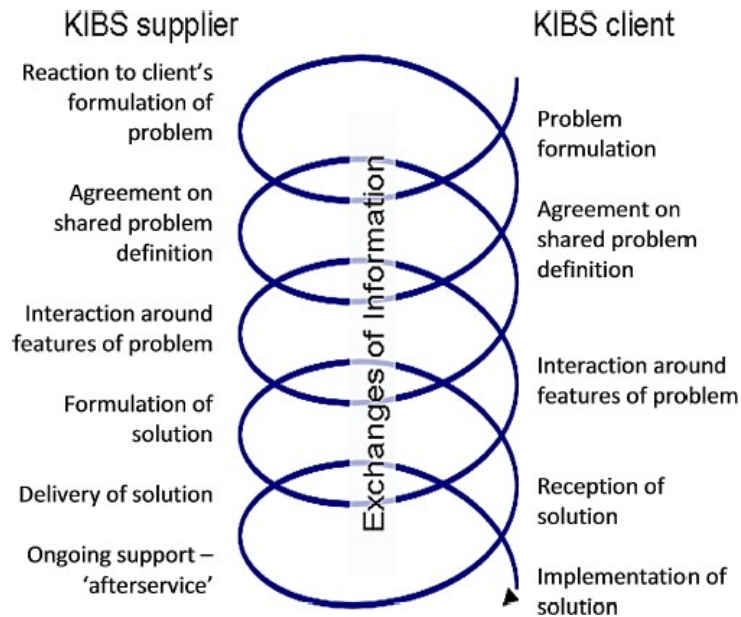 KIBS supplier
Reaction to client’s
formulation of
problem
Agreement on
shared problem
definition
Interaction around
features of problem
Formulation of
solution
Delivery of solution
Ongoing support –
‘afterservice’
Exchanges of Information
KIBS client
Problem
formulation
Agreement on
shared problem
definition
Interaction around
features of problem
Reception of
solution
Implementation of
solution